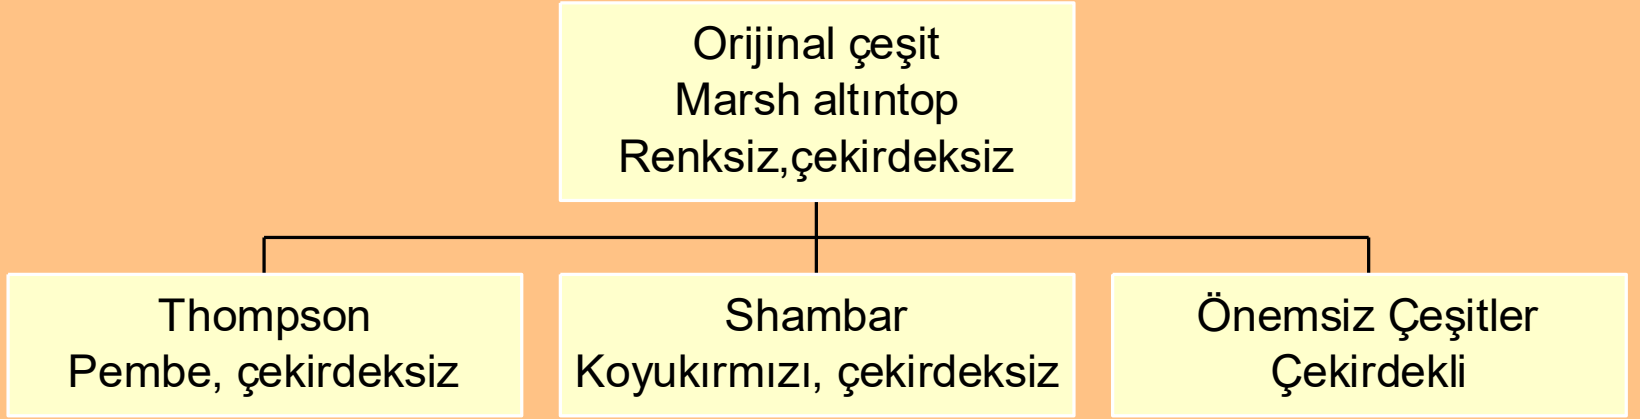 Orijinal çeşit
Marsh altıntop
Renksiz,çekirdeksiz
Thompson
Pembe, çekirdeksiz
Shambar
Koyukırmızı, çekirdeksiz
Önemsiz Çeşitler
Çekirdekli